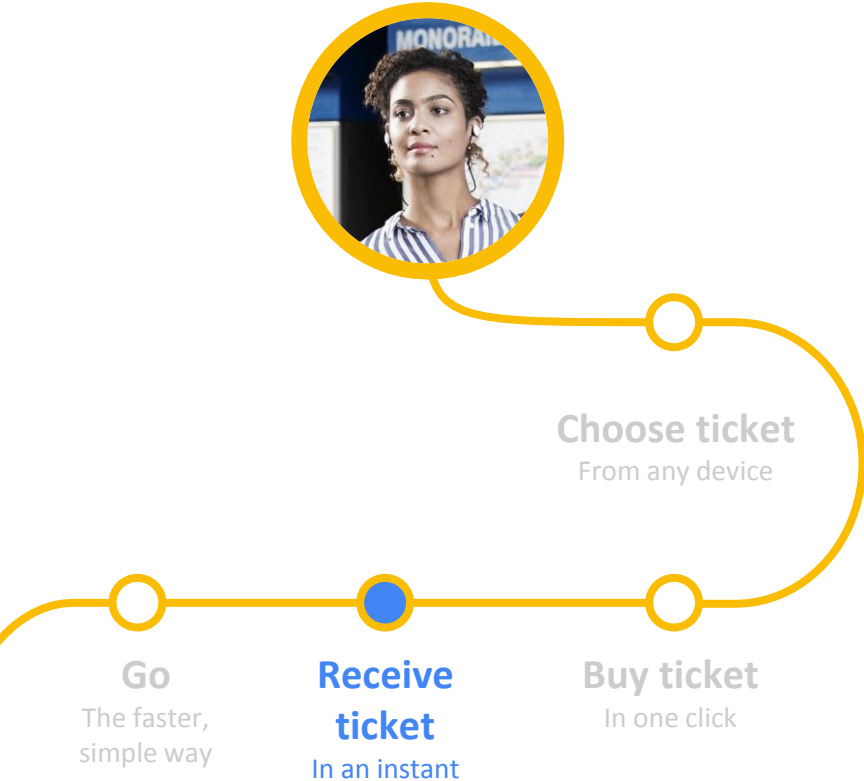 MONORAIL
Choose ticket
From any device
Go
The faster,
simple way
Receive
ticket
In an instant
Buy ticket
In one click